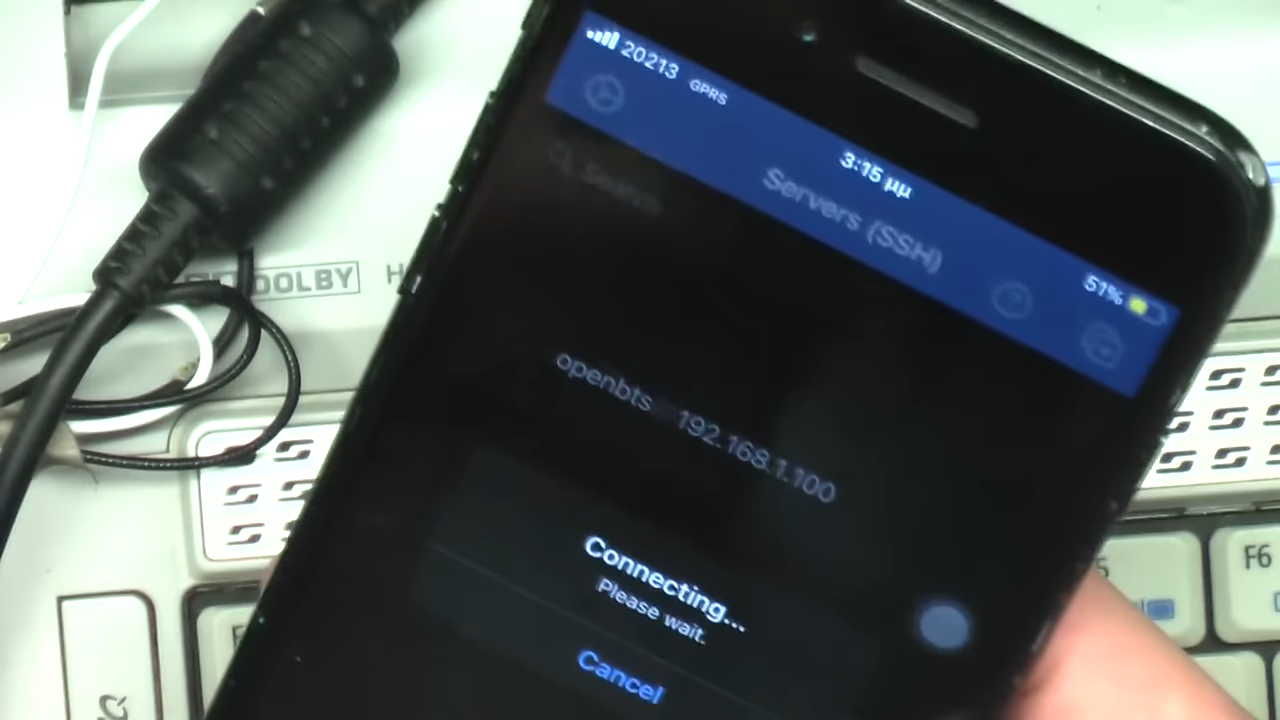 20213 GPRS
3:15 μμ
51%
Servers (SSH)
Search
openbts 192.168.1.100
Connecting...
Please wait.
Cancel
DOLBY
H
F6